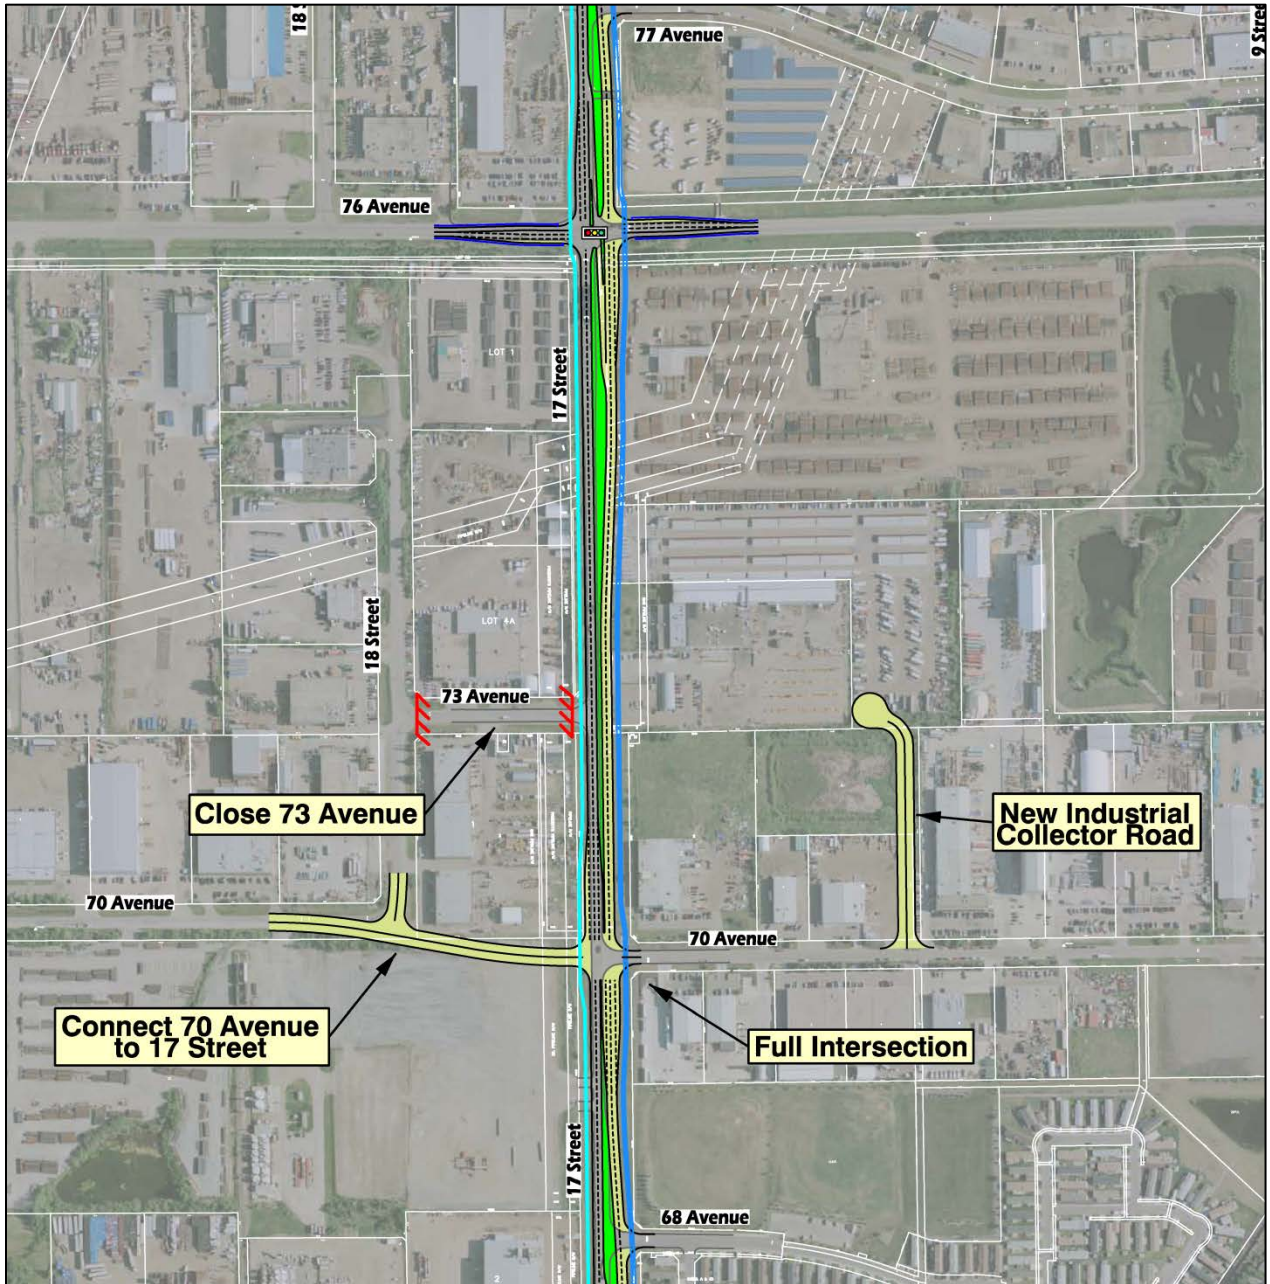 18 S
77 Avenue
9 Street
76 Avenue
17 Street
LOT 1
18 Street
LOT 4A
73 Avenue
Close 73 Avenue
New Industrial
Collector Road
70 Avenue
70 Avenue
Connect 70 Avenue
to 17 Street
Full Intersection
17 Street
68 Avenue
2